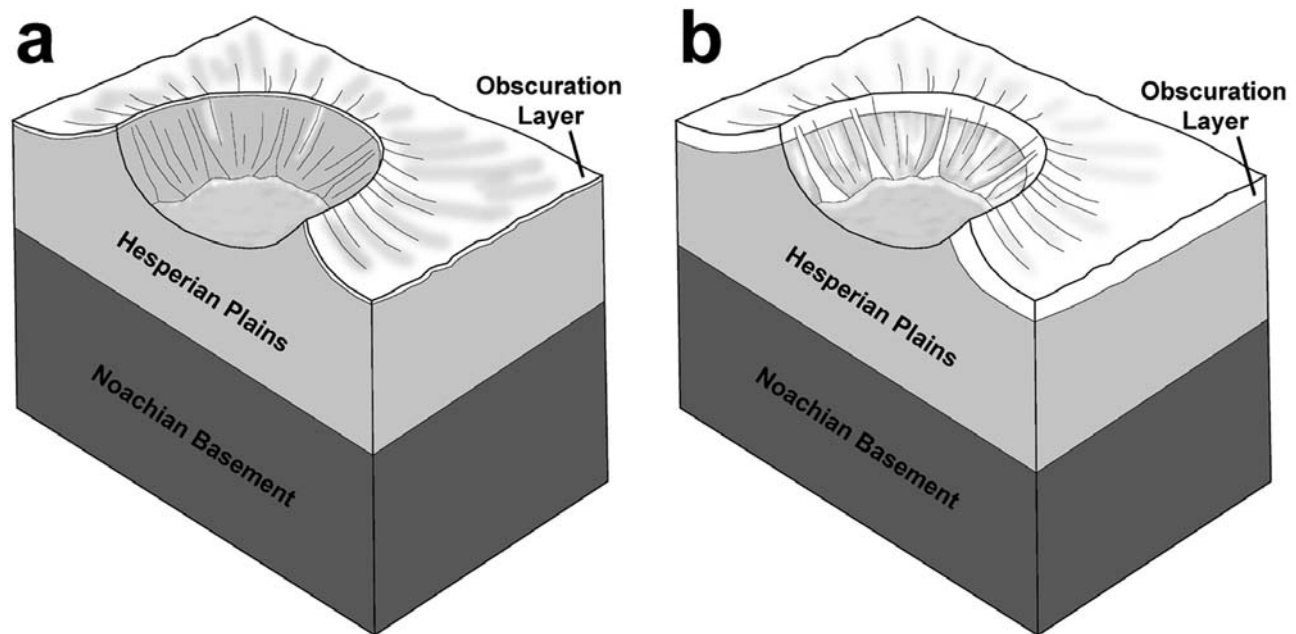 a
Obscuration
Layer
Hesperian Plains
Noachian Basement
b
Obscuration
Layer
Hesperian Plains
Noachian Basement